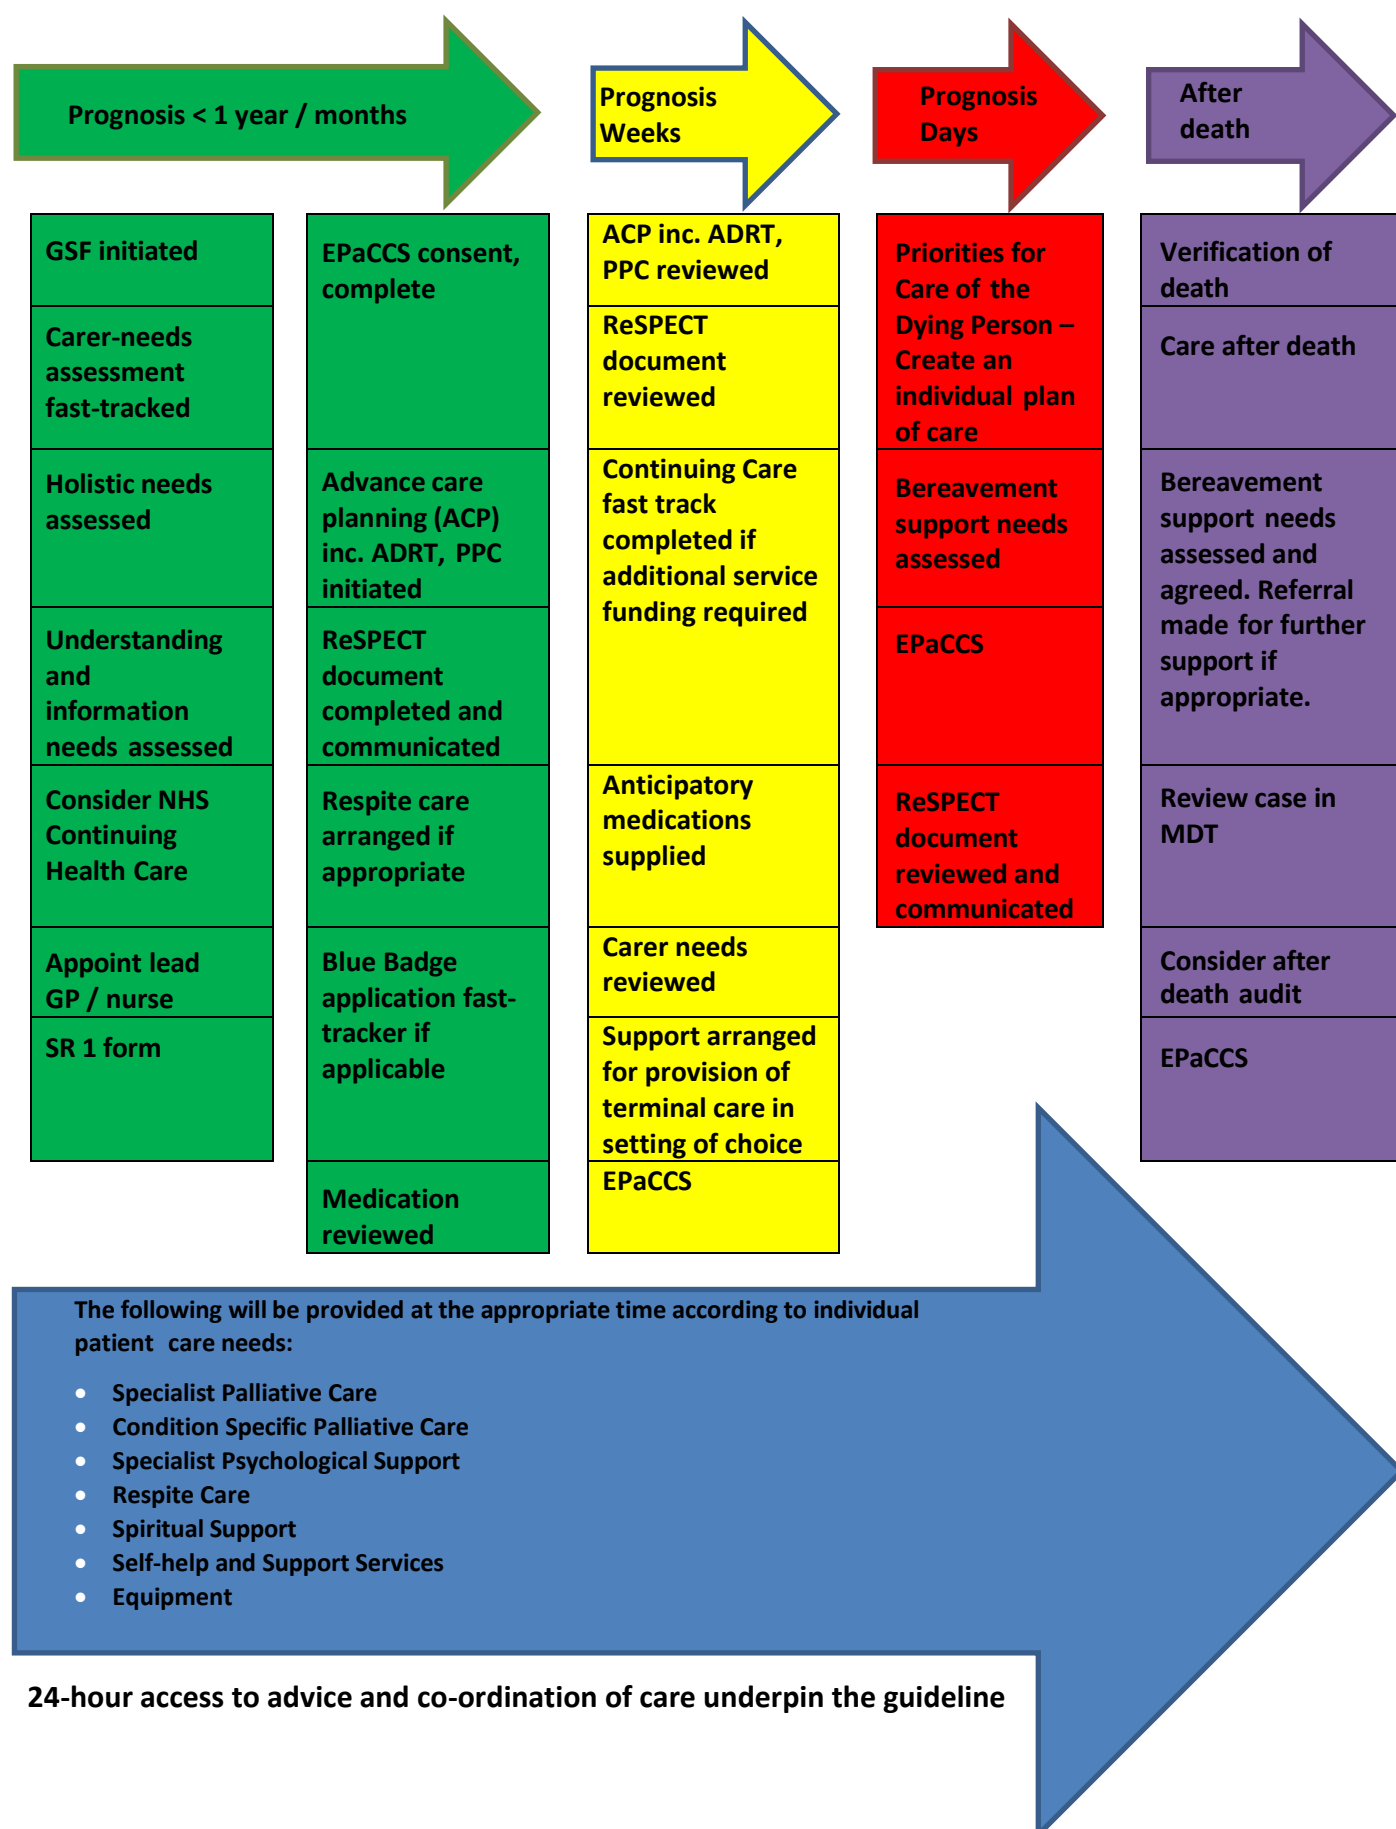 Prognosis < 1 year / months
Prognosis
Weeks
Prognosis
Days
After
death
GSF initiated
Carer-needs
assessment
fast-tracked
Holistic needs
assessed
Understanding
and
information
needs assessed
Consider NHS
Continuing
Health Care
Appoint lead
GP / nurse
SR 1 form
EPaCCS consent,
complete
Advance care
planning (ACP)
inc. ADRT, PPC
initiated
ReSPECT
document
completed and
communicated
Respite care
arranged if
appropriate
Blue Badge
application fast-
tracker if
applicable
Medication
reviewed
ACP inc. ADRT,
PPC reviewed
ReSPECT
document
reviewed
Continuing Care
fast track
completed if
additional service
funding required
Anticipatory
medications
supplied
Carer needs
reviewed
Support arranged
for provision of
terminal care in
setting of choice
EPaCCS
Priorities for
Care of the
Dying Person –
Create an
individual plan
of care
Bereavement
support needs
assessed
EPaCCS
ReSPECT
document
reviewed and
communicated
Verification of
death
Care after death
Bereavement
support needs
assessed and
agreed. Referral
made for further
support if
appropriate.
Review case in
MDT
Consider after
death audit
EPaCCS
The following will be provided at the appropriate time according to individual
patient care needs:
• Specialist Palliative Care
• Condition Specific Palliative Care
• Specialist Psychological Support
• Respite Care
• Spiritual Support
• Self-help and Support Services
• Equipment
24-hour access to advice and co-ordination of care underpin the guideline